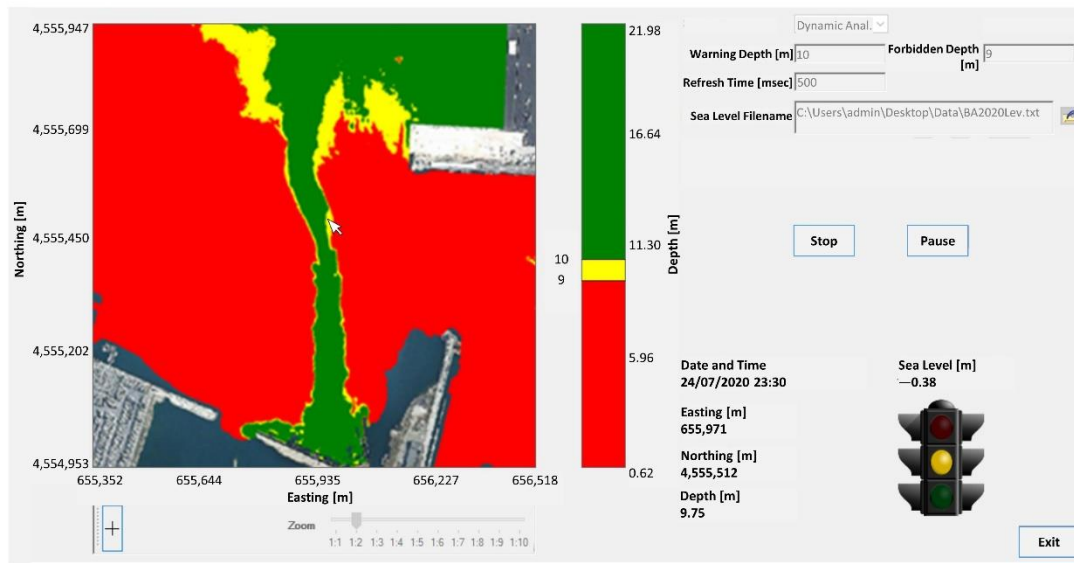 4,555,947
4,555,699
4,555,450
4,555,202
4,554,953
Northing [m]
655,352 655,644 655,935 656,227 656,518
Easting [m]
Zoom
1:1 1:2 1:3 1:4 1:5 1:6 1:7 1:8 1:9 1:10
10
9
21.98
16.64
11.30
5.96
0.62
Depth [m]
Dynamic Anal.
Warning Depth [m] 10 Forbidden Depth [m] 9
Refresh Time [msec] 500
Sea Level Filename C:\Users\admin\Desktop\Data\BA2020Lev.txt
Stop Pause
Date and Time
24/07/2020 23:30
Sea Level [m]
—0.38
Easting [m]
655,971
Northing [m]
4,555,512
Depth [m]
9.75
Exit